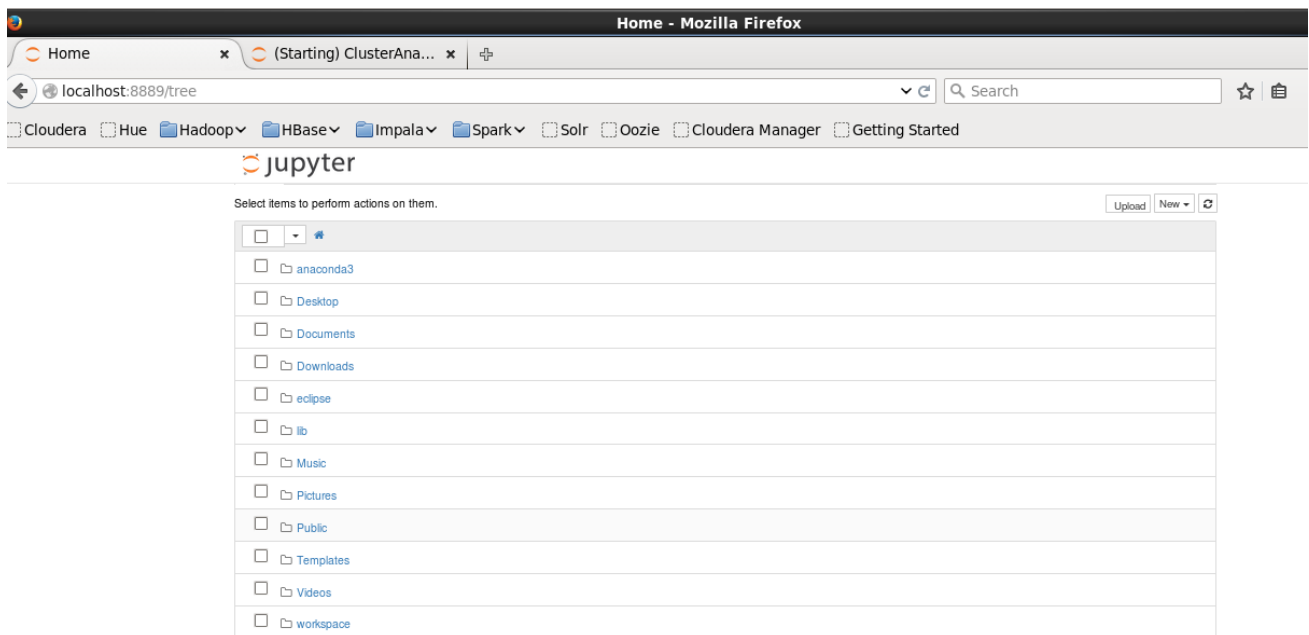 Home - Mozilla Firefox
Home (Starting) ClusterAna...
localhost:8889/tree Search
Cloudera Hue Hadoop HBase Impala Spark Solr Oozie Cloudera Manager Getting Started
jupyter
Select items to perform actions on them. Upload New
anaconda3
Desktop
Documents
Downloads
eclipse
lib
Music
Pictures
Public
Templates
Videos
workspace